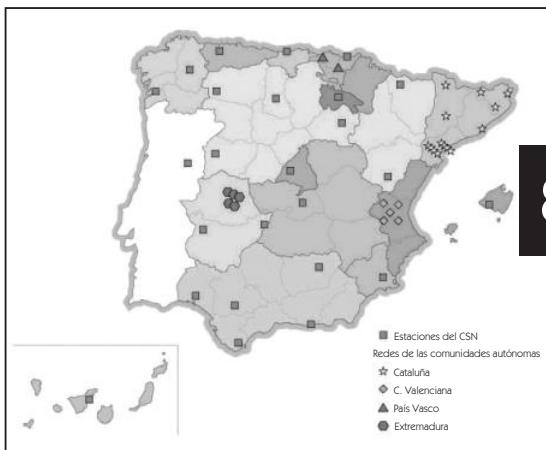 Estaciones del CSN
Redes de las comunidades autónomas
Cataluña
C. Valenciana
País Vasco
Extremadura